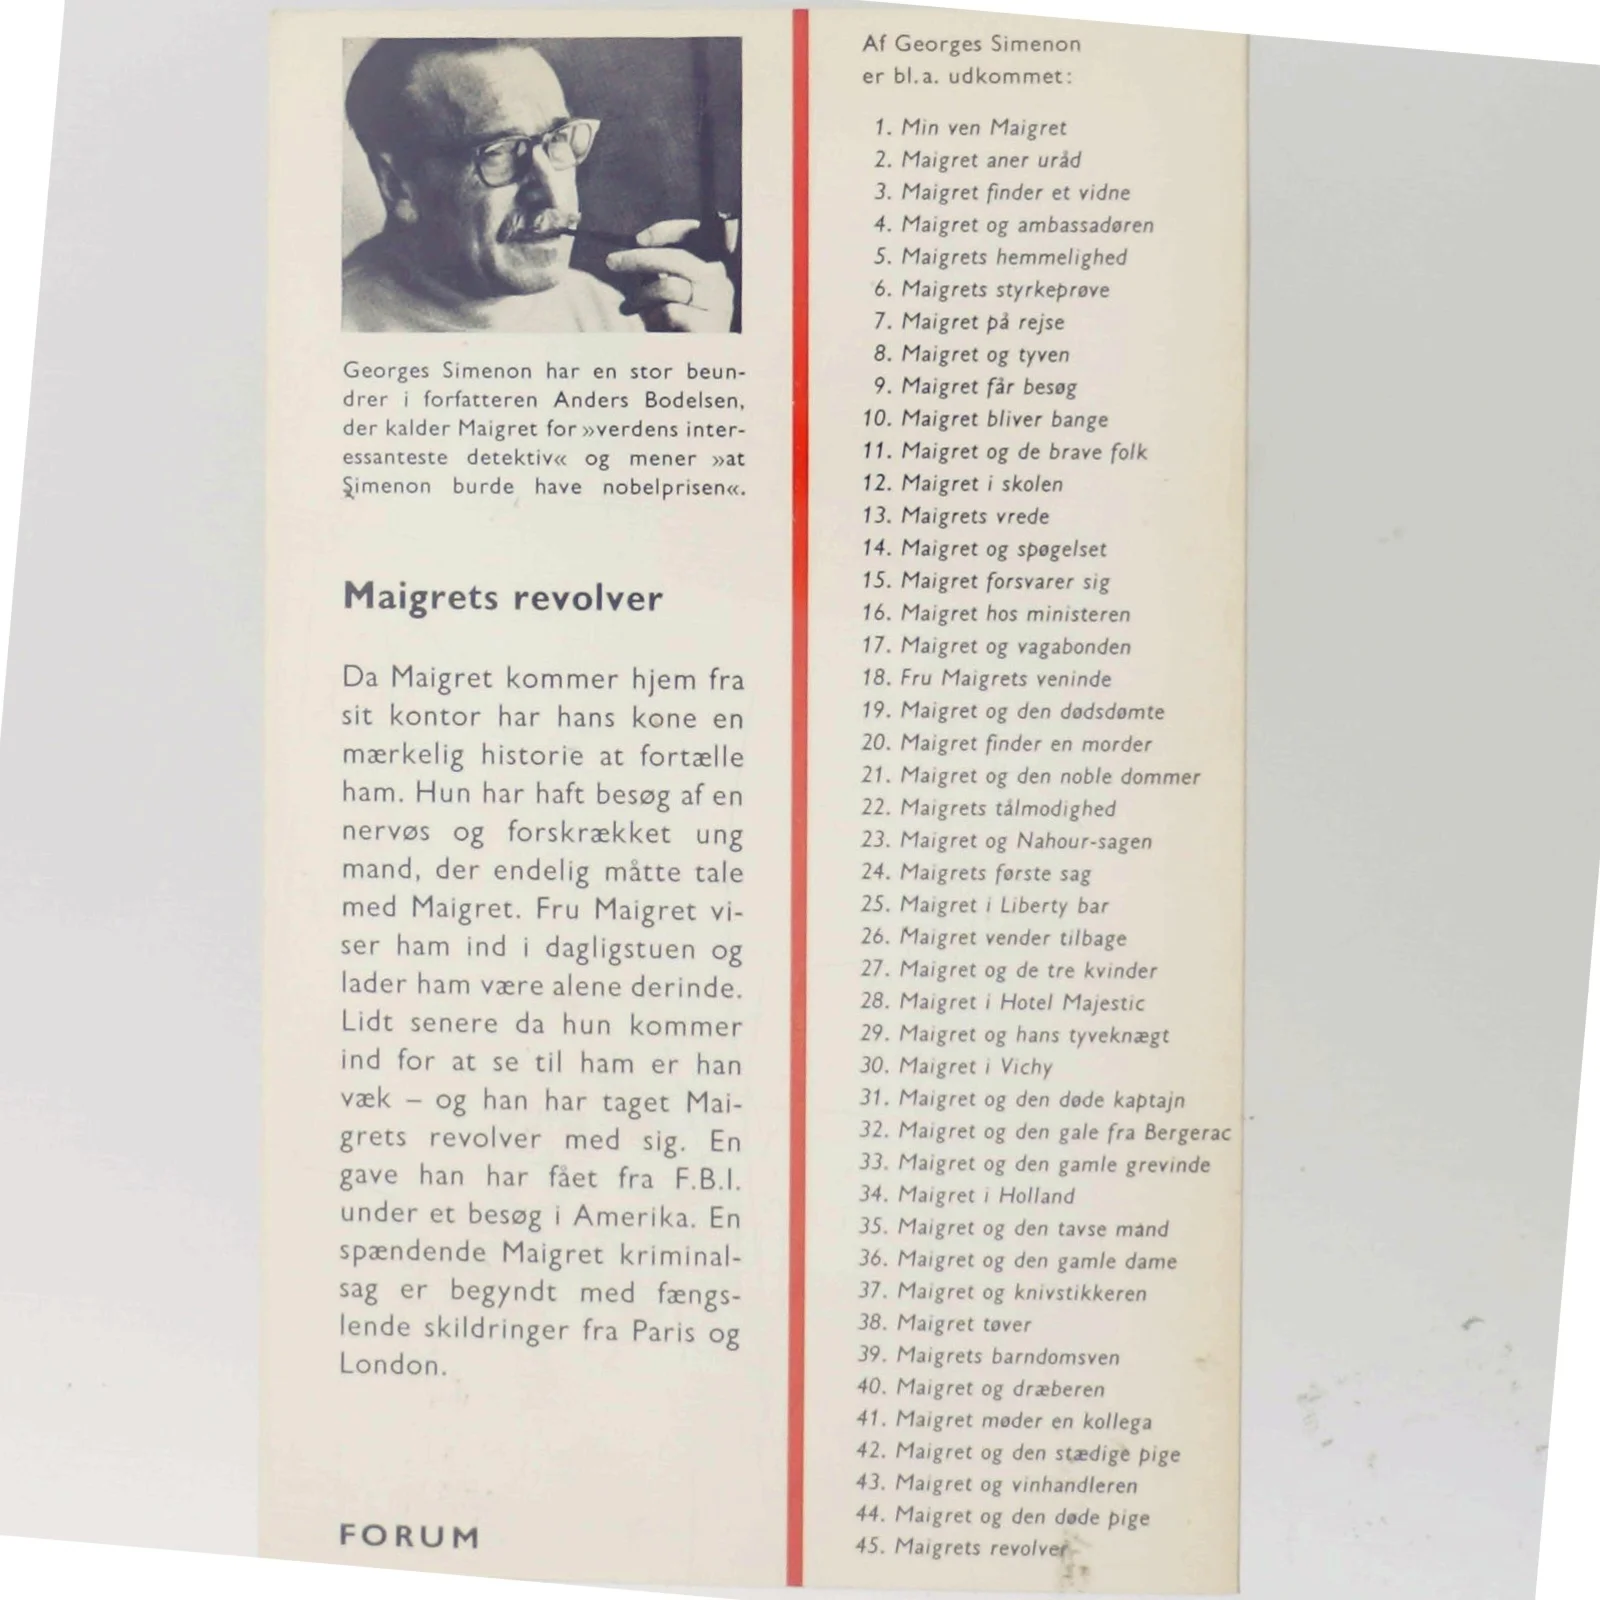 Georges Simenon har en stor beun-
drer i forfatteren Anders Bodelsen,
der kalder Maigret for »verdens inter-
essanteste detektiv« og mener »at
Simenon burde have nobelprisen«.
Maigrets revolver
Da Maigret kommer hjem fra
sit kontor har hans kone en
mærkelig historie at fortælle
ham. Hun har haft besøg af en
nervøs og forskrækket ung
mand, der endelig måtte tale
med Maigret. Fru Maigret vi-
ser ham ind i dagligstuen og
lader ham være alene derinde.
Lidt senere da hun kommer
ind for at se til ham er han
væk – og han har taget Mai-
grets revolver med sig. En
gave han har fået fra F.B.I.
under et besøg i Amerika. En
spændende Maigret kriminal-
sag er begyndt med fængs-
lende skildringer fra Paris og
London.
FORUM
Af Georges Simenon
er bl.a. udkommet:
1. Min ven Maigret
2. Maigret aner uråd
3. Maigret finder et vidne
4. Maigret og ambassadøren
5. Maigrets hemmelighed
6. Maigrets styrkeprøve
7. Maigret på rejse
8. Maigret og tyven
9. Maigret får besøg
10. Maigret bliver bange
11. Maigret og de brave folk
12. Maigret i skolen
13. Maigrets vrede
14. Maigret og spøgelset
15. Maigret forsvarer sig
16. Maigret hos ministeren
17. Maigret og vagabonden
18. Fru Maigrets veninde
19. Maigret og den dødsdømte
20. Maigret finder en morder
21. Maigret og den noble dommer
22. Maigrets tålmodighed
23. Maigret og Nahour-sagen
24. Maigrets første sag
25. Maigret i Liberty bar
26. Maigret vender tilbage
27. Maigret og de tre kvinder
28. Maigret i Hotel Majestic
29. Maigret og hans tyveknægt
30. Maigret i Vichy
31. Maigret og den døde kaptajn
32. Maigret og den gale fra Bergerac
33. Maigret og den gamle grevinde
34. Maigret i Holland
35. Maigret og den tavse mand
36. Maigret og den gamle dame
37. Maigret og knivstikkeren
38. Maigret tøver
39. Maigrets barndomsven
40. Maigret og dræberen
41. Maigret møder en kollega
42. Maigret og den stædige pige
43. Maigret og vinhandleren
44. Maigret og den døde pige
45. Maigrets revolver